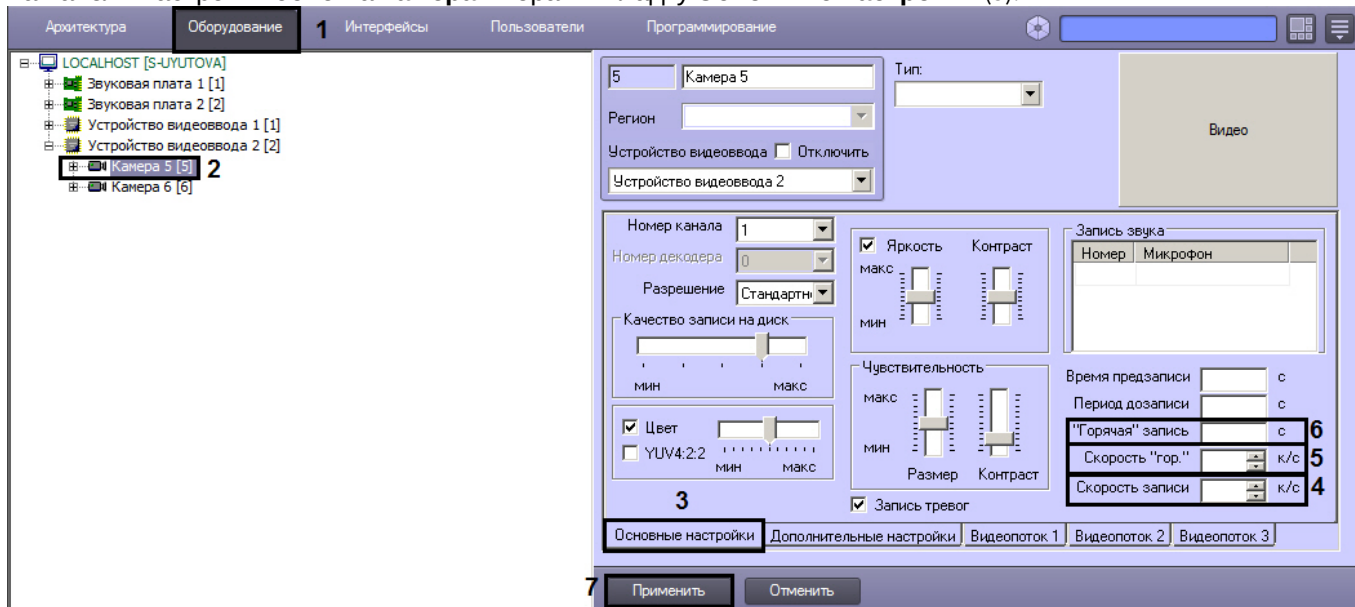 Архитектура Оборудование 1 Интерфейсы Пользователи Программирование
LOCALHOST [S-UYUTOVA]
Звуковая плата 1 [1]
Звуковая плата 2 [2]
Устройство видеоввода 1 [1]
Устройство видеоввода 2 [2]
Камера 5 [5] 2
Камера 6 [6]
5 Камера 5
Тип:
Регион
Устройство видеоввода Отключить
Устройство видеоввода 2
Видео
Номер канала 1
Номер декодера 0
Разрешение Стандартн
Качество записи на диск
мин макс
Цвет
YUV4:2:2
мин макс
Яркость Контраст
макс
мин
Чувствительность
макс
мин
Размер Контраст
Запись тревог
Запись звука
Номер Микрофон
Время предзаписи с
Период дозаписи с
"Горячая" запись с 6
Скорость "гор." к/с 5
Скорость записи к/с 4
3
Основные настройки Дополнительные настройки Видеопоток 1 Видеопоток 2 Видеопоток 3
7 Применить Отменить